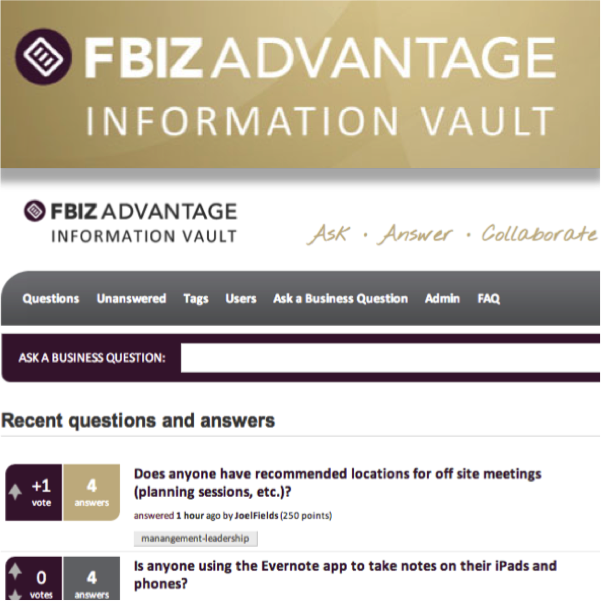 FBIZ ADVANTAGE
INFORMATION VAULT
FBIZ ADVANTAGE
INFORMATION VAULT
Ask · Answer · Collaborate
Questions Unanswered Tags Users Ask a Business Question Admin FAQ
ASK A BUSINESS QUESTION:
Recent questions and answers
+1
vote
4
answers
Does anyone have recommended locations for off site meetings
(planning sessions, etc.)?
answered 1 hour ago by JoelFields (250 points)
manangement-leadership
0
votes
4
answers
Is anyone using the Evernote app to take notes on their iPads and
phones?